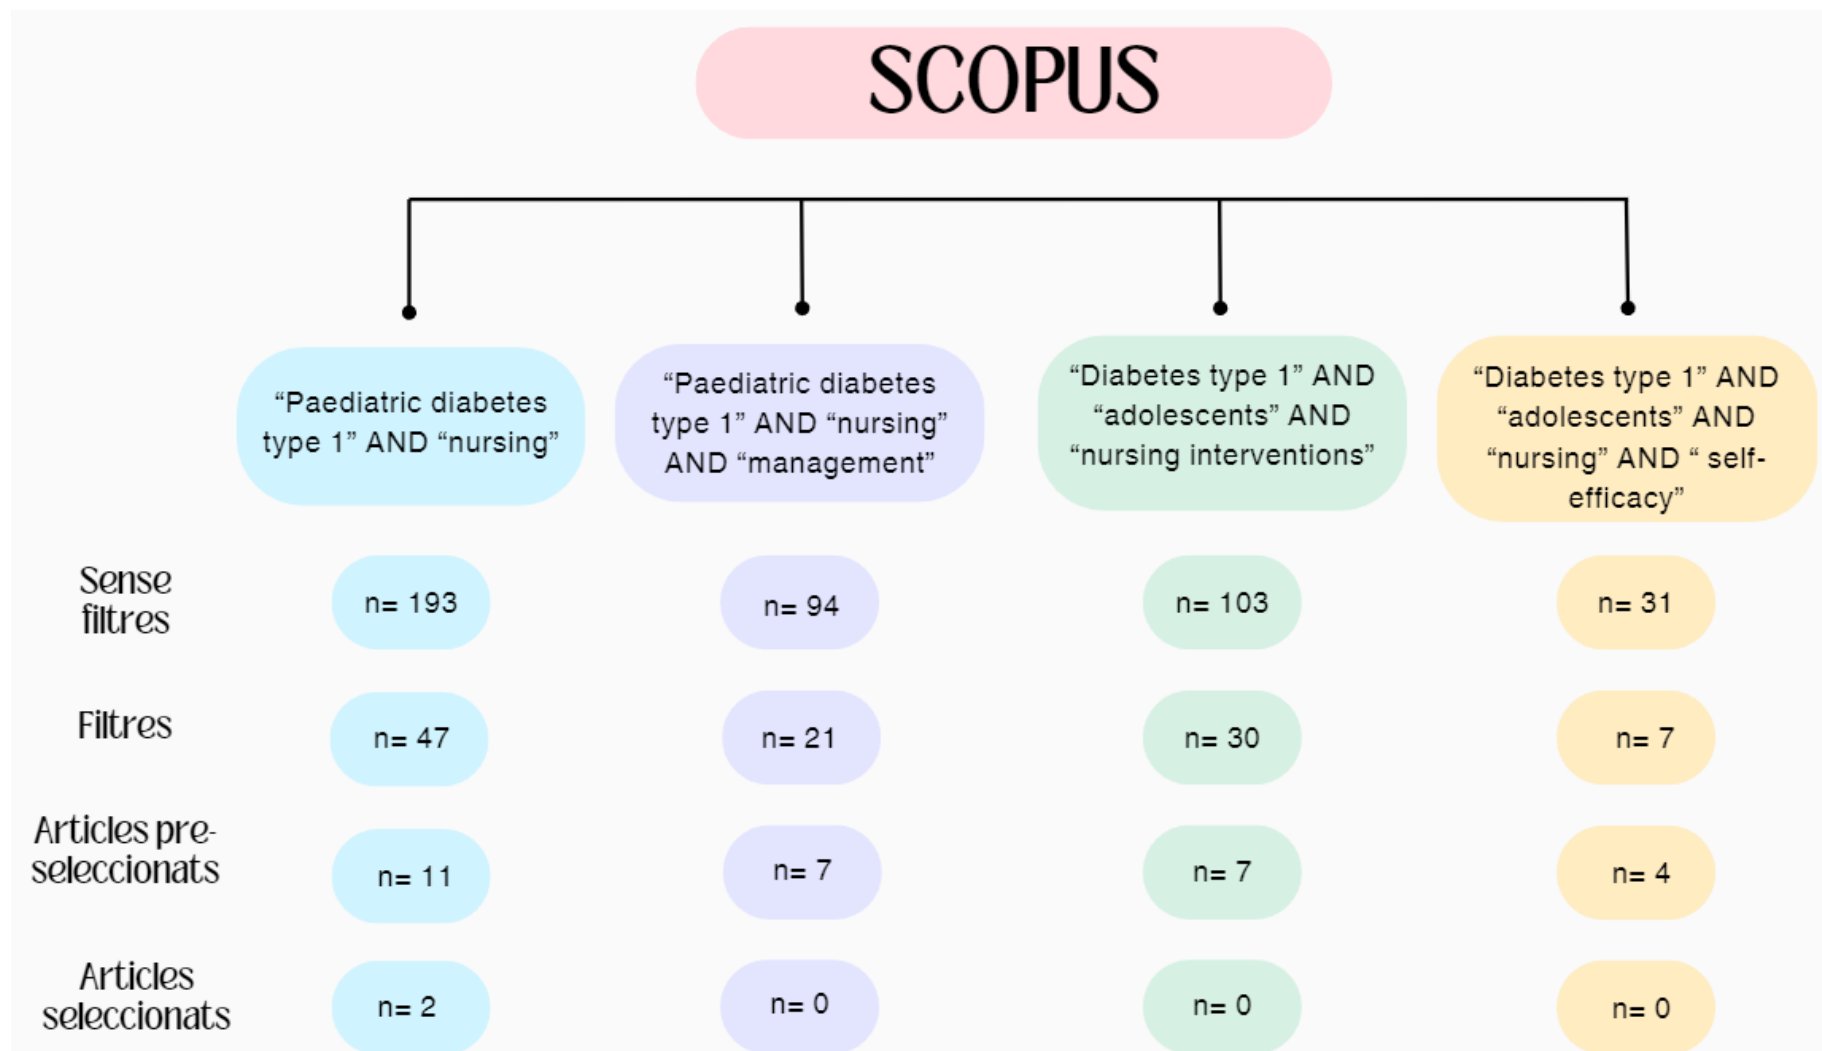 SCOPUS
“Paediatric diabetes
type 1” AND “nursing”
“Paediatric diabetes
type 1” AND “nursing”
AND “management”
“Diabetes type 1” AND
“adolescents” AND
“nursing interventions”
“Diabetes type 1” AND
“adolescents” AND
“nursing” AND “ self-
efficacy”
Sense
filtres
n= 193
n= 94
n= 103
n= 31
Filtres
n= 47
n= 21
n= 30
n= 7
Articles pre-
seleccionats
n= 11
n= 7
n= 7
n= 4
Articles
seleccionats
n= 2
n= 0
n= 0
n= 0